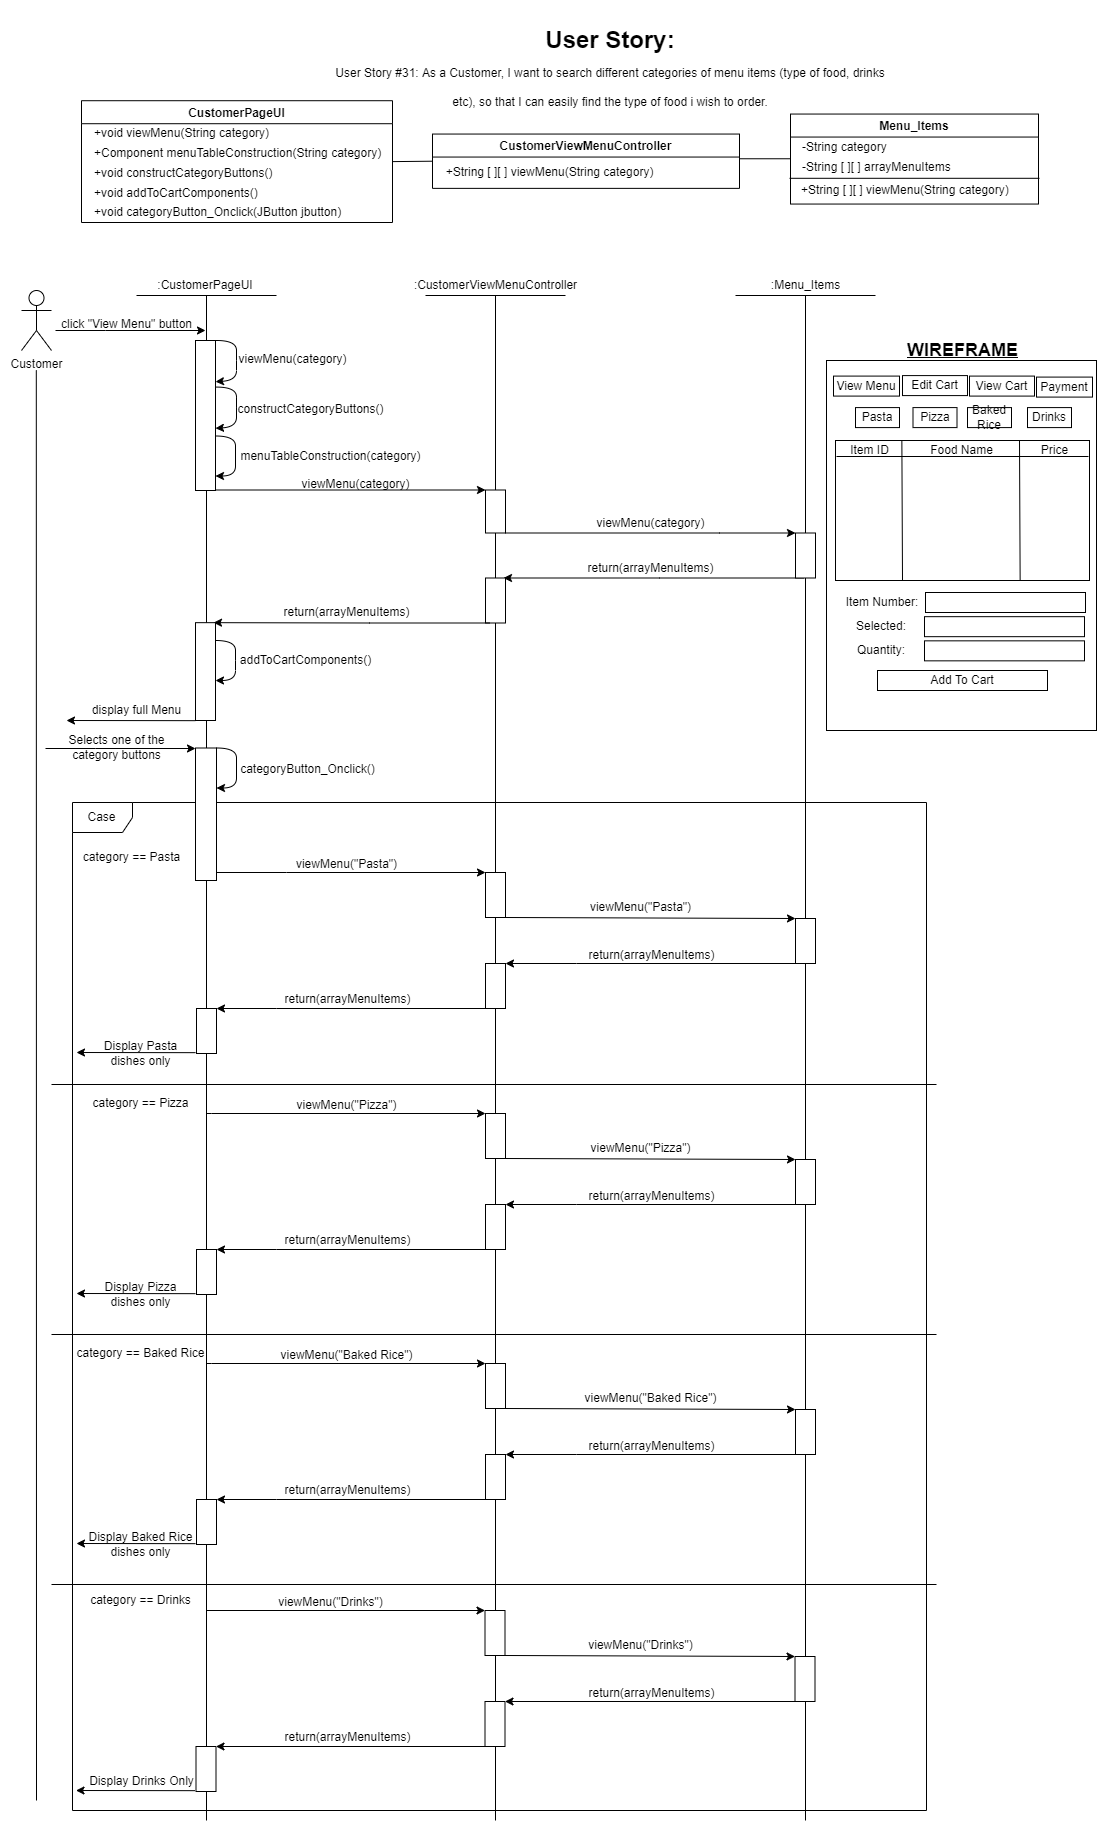 User Story:
User Story #31: As a Customer, I want to search different categories of menu items (type of food, drinks
etc), so that I can easily find the type of food i wish to order.
CustomerPageUI
+void viewMenu(String category)
+Component menuTableConstruction(String category)
+void constructCategoryButtons()
+void addToCartComponents()
+void categoryButton_Onclick(JButton jbutton)
CustomerViewMenuController
+String [ ][ ] viewMenu(String category)
Menu_Items
-String category
-String [ ][ ] arrayMenuItems
+String [ ][ ] viewMenu(String category)
:CustomerPageUI
:CustomerViewMenuController
:Menu_Items
Customer
click "View Menu" button
viewMenu(category)
constructCategoryButtons()
menuTableConstruction(category)
viewMenu(category)
viewMenu(category)
return(arrayMenuItems)
return(arrayMenuItems)
addToCartComponents()
display full Menu
Selects one of the
category buttons
categoryButton_Onclick()
WIREFRAME
View Menu
Edit Cart
View Cart
Payment
Pasta
Pizza
Baked
Rice
Drinks
Item ID
Food Name
Price
Item Number:
Selected:
Quantity:
Add To Cart
Case
category == Pasta
viewMenu("Pasta")
viewMenu("Pasta")
return(arrayMenuItems)
return(arrayMenuItems)
Display Pasta
dishes only
category == Pizza
viewMenu("Pizza")
viewMenu("Pizza")
return(arrayMenuItems)
return(arrayMenuItems)
Display Pizza
dishes only
category == Baked Rice
viewMenu("Baked Rice")
viewMenu("Baked Rice")
return(arrayMenuItems)
return(arrayMenuItems)
Display Baked Rice
dishes only
category == Drinks
viewMenu("Drinks")
viewMenu("Drinks")
return(arrayMenuItems)
return(arrayMenuItems)
Display Drinks Only